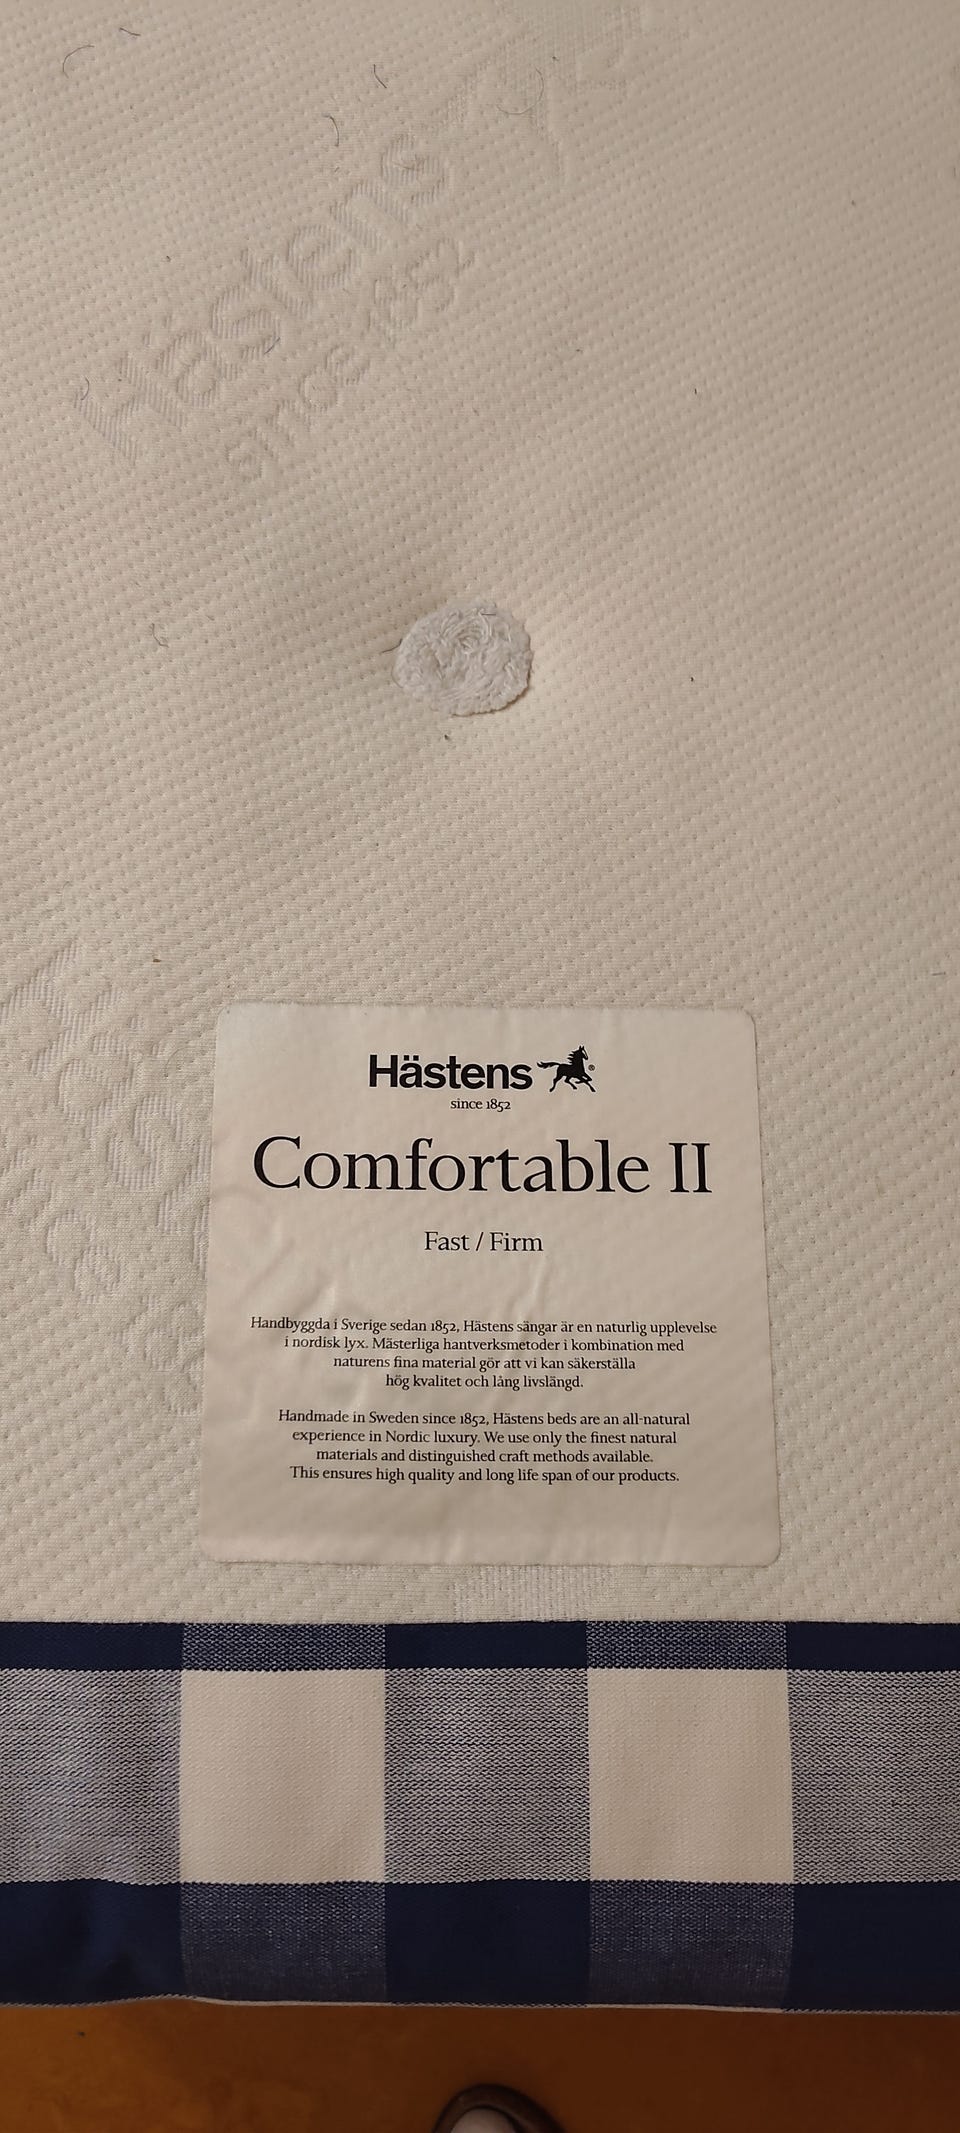 Hästens
since 1852
Hästens
since 1852
Comfortable II
Fast / Firm
Handbyggda i Sverige sedan 1852, Hästens sängar är en naturlig upplevelse
i nordisk lyx. Mästerliga hantverksmetoder i kombination med
naturens fina material gör att vi kan säkerställa
hög kvalitet och lång livslängd.
Handmade in Sweden since 1852, Hästens beds are an all-natural
experience in Nordic luxury. We use only the finest natural
materials and distinguished craft methods available.
This ensures high quality and long life span of our products.